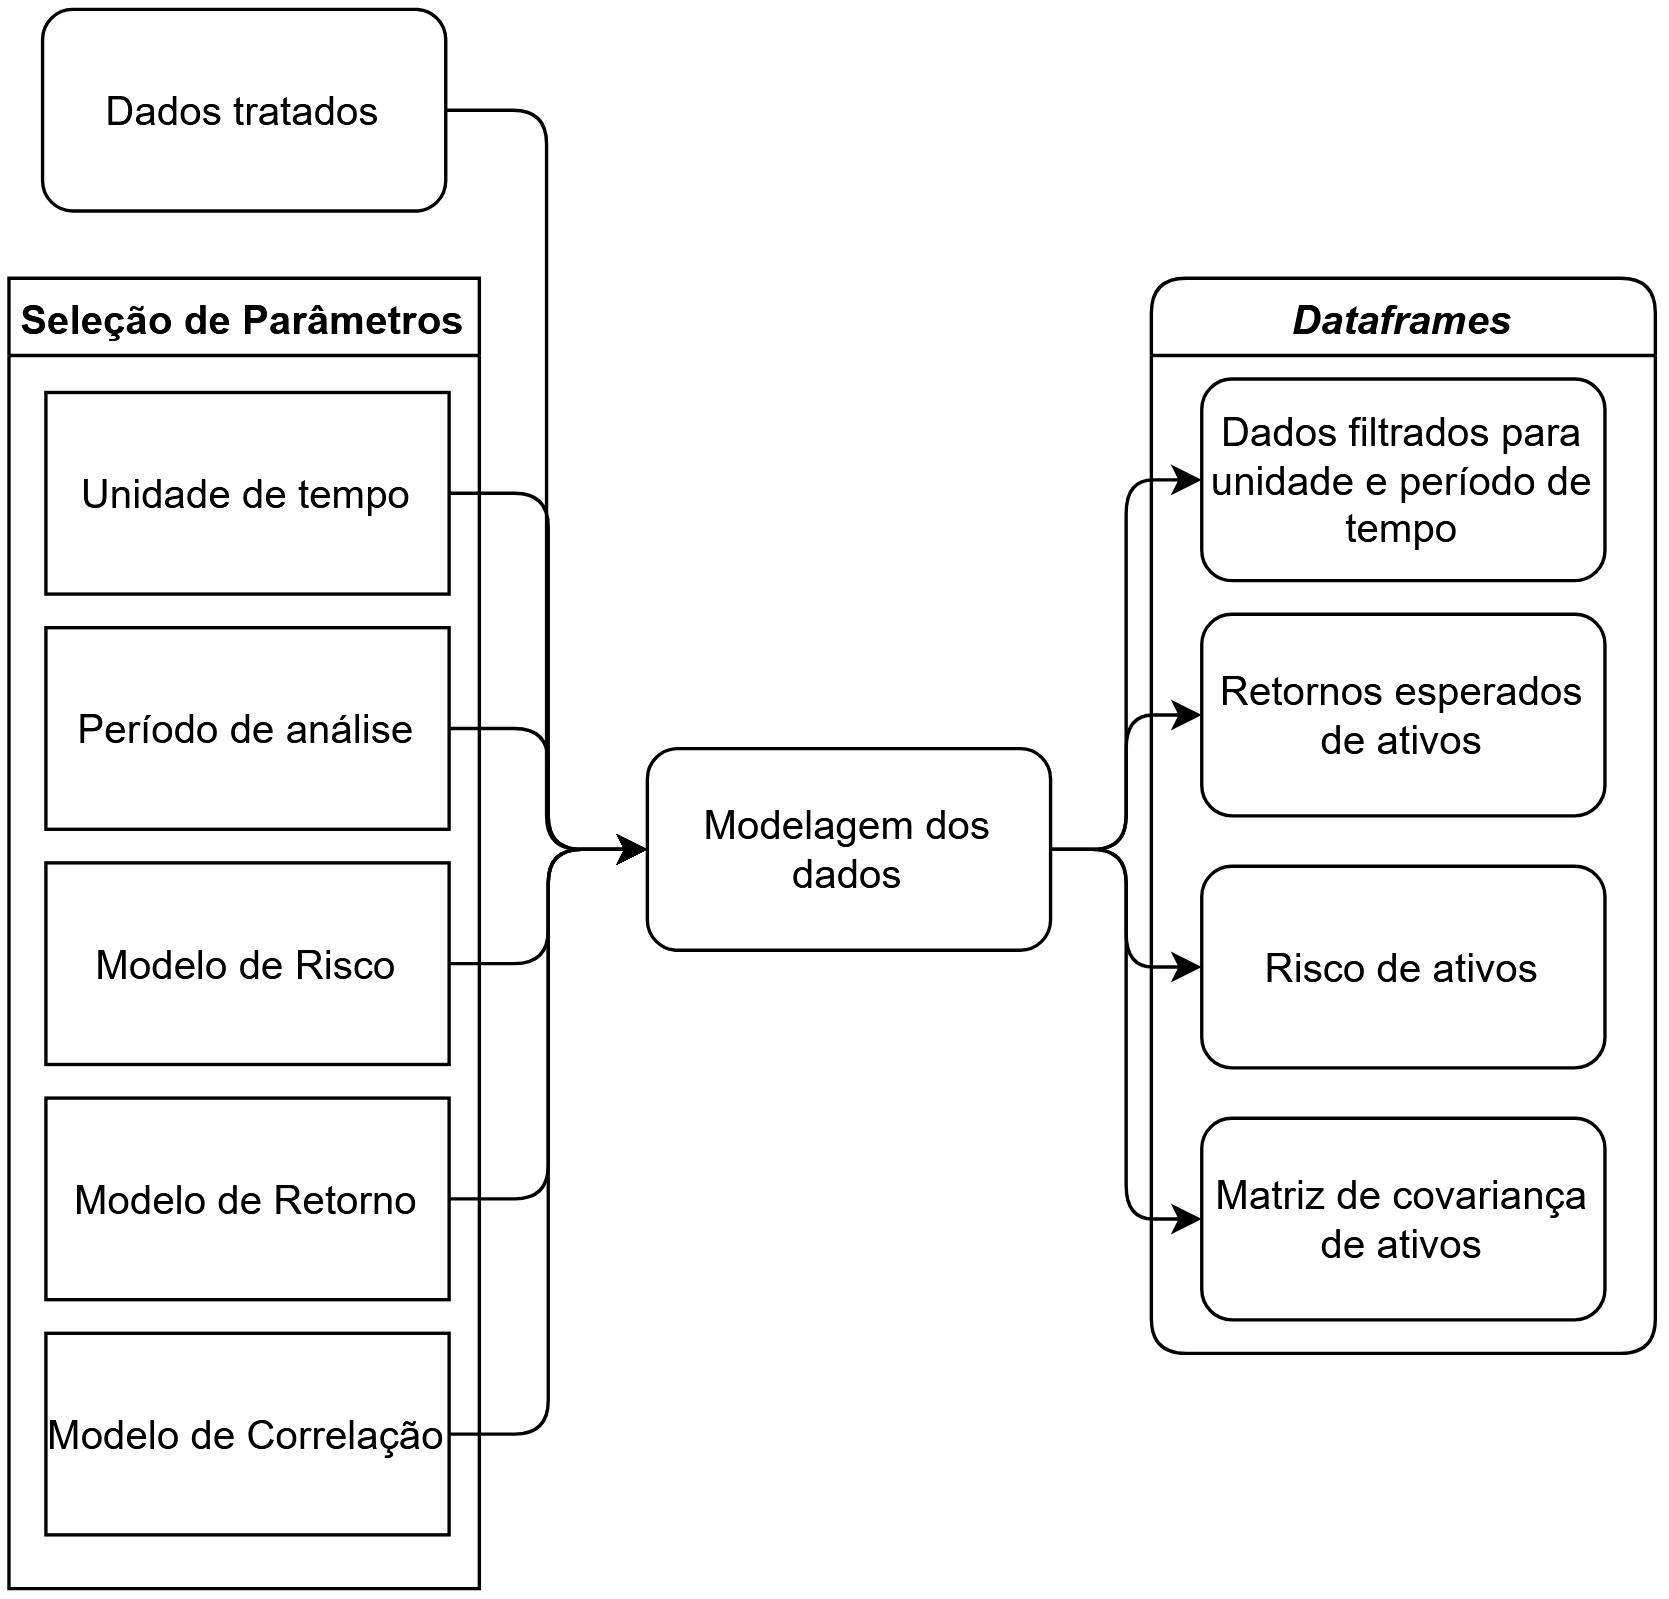 Dados tratados
Seleção de Parâmetros
Unidade de tempo
Período de análise
Modelo de Risco
Modelo de Retorno
Modelo de Correlação
Modelagem dos
dados
Dataframes
Dados filtrados para
unidade e período de
tempo
Retornos esperados
de ativos
Risco de ativos
Matriz de covariança
de ativos